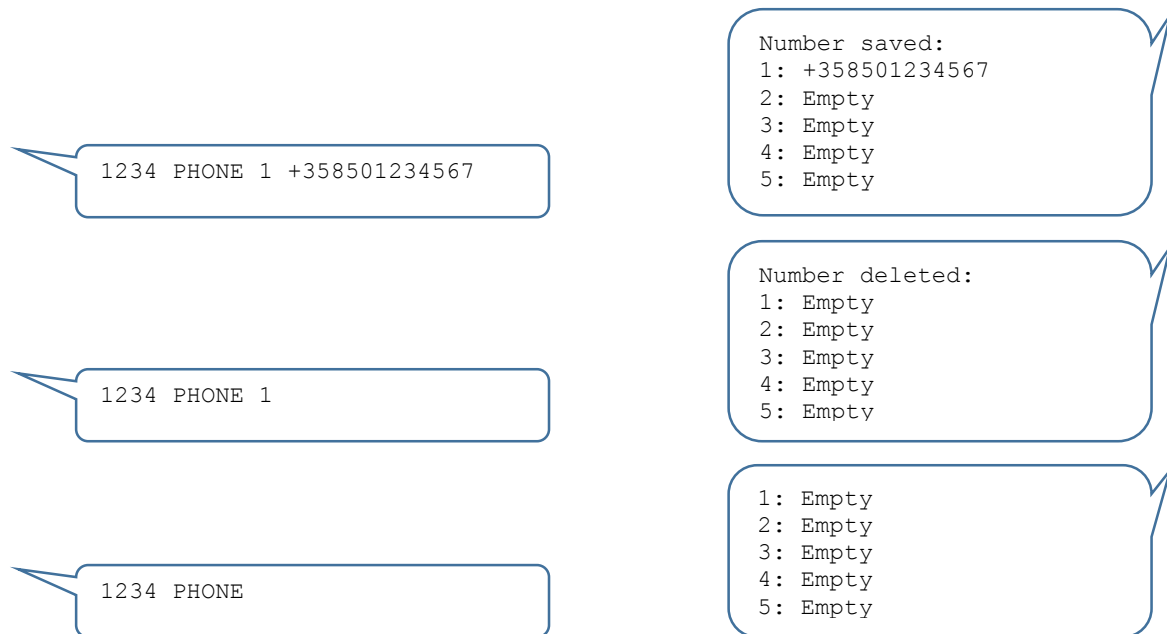 1234 PHONE 1 +358501234567
Number saved:
1: +358501234567
2: Empty
3: Empty
4: Empty
5: Empty
1234 PHONE 1
Number deleted:
1: Empty
2: Empty
3: Empty
4: Empty
5: Empty
1234 PHONE
1: Empty
2: Empty
3: Empty
4: Empty
5: Empty